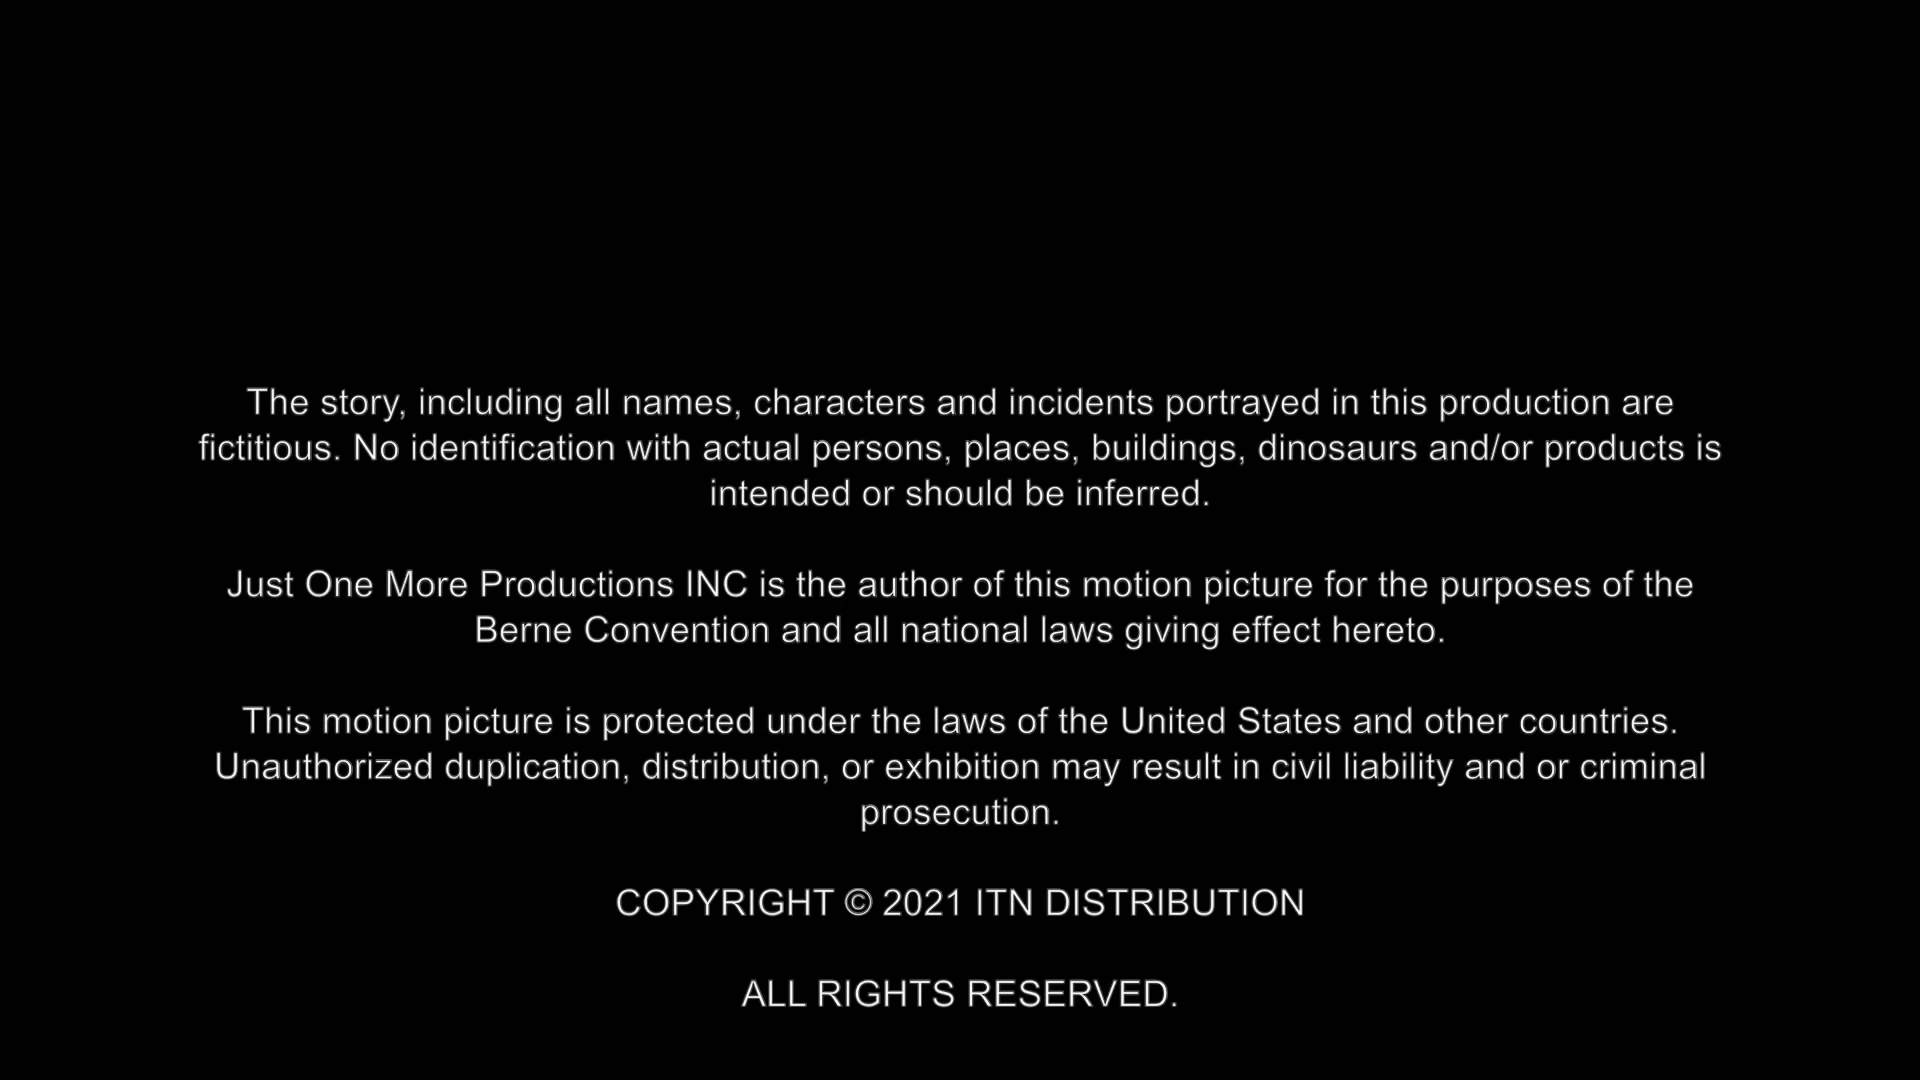 The story, including all names, characters and incidents portrayed in this production are
fictitious. No identification with actual persons, places, buildings, dinosaurs and/or products is
intended or should be inferred.
Just One More Productions INC is the author of this motion picture for the purposes of the
Berne Convention and all national laws giving effect hereto.
This motion picture is protected under the laws of the United States and other countries.
Unauthorized duplication, distribution, or exhibition may result in civil liability and or criminal
prosecution.
COPYRIGHT © 2021 ITN DISTRIBUTION
ALL RIGHTS RESERVED.